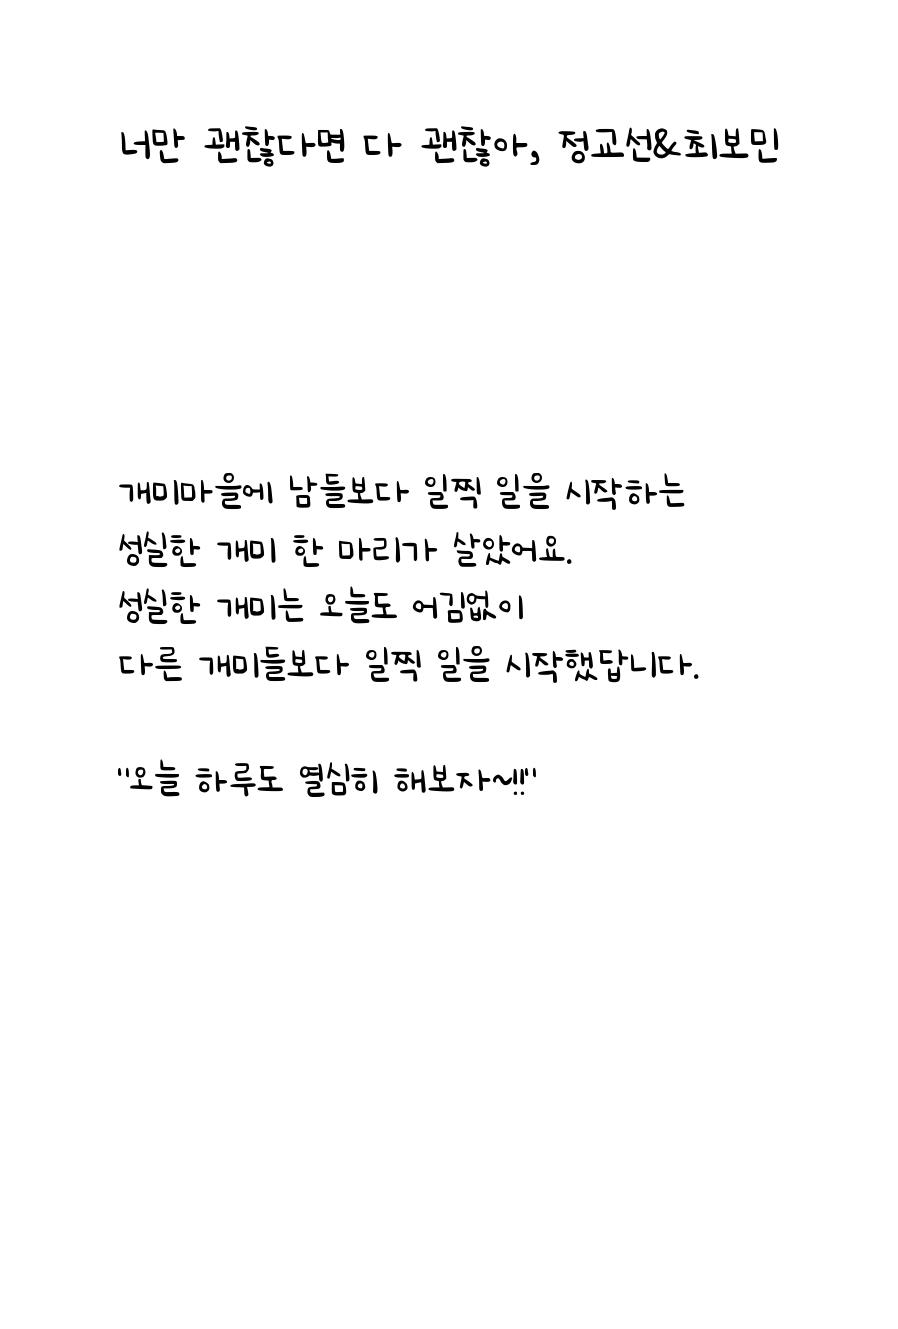 너만 괜찮다면 다 괜찮아, 정교선&최보민
개미마을에 남들보다 일찍 일을 시작하는
성실한 개미 한 마리가 살았어요.
성실한 개미는 오늘도 어김없이
다른 개미들보다 일찍 일을 시작했답니다.
"오늘 하루도 열심히 해보자~!!"